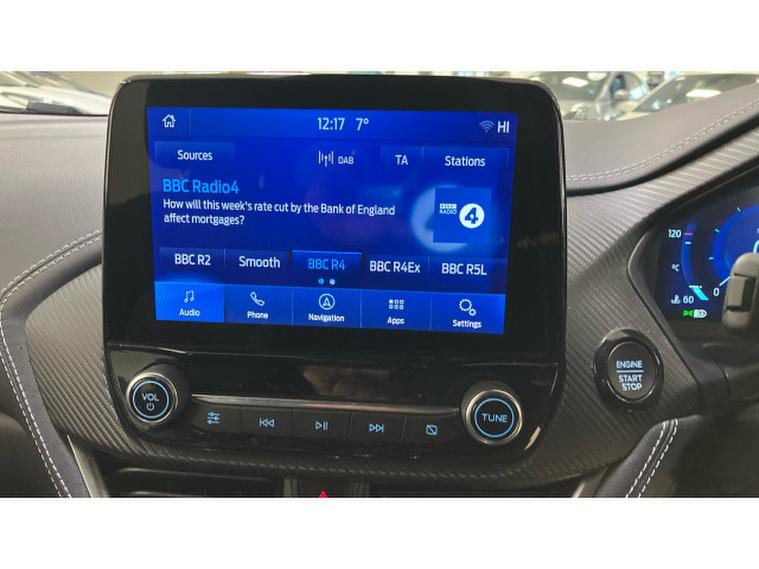 12:17 7° HI
Sources DAB TA Stations
BBC Radio4
How will this week's rate cut by the Bank of England
affect mortgages?
BBC
RADIO 4
BBC R2 Smooth BBC R4 BBC R4Ex BBC R5L
Audio Phone Navigation Apps Settings
VOL
TUNE
ENGINE
START
STOP
120
°C
60
0